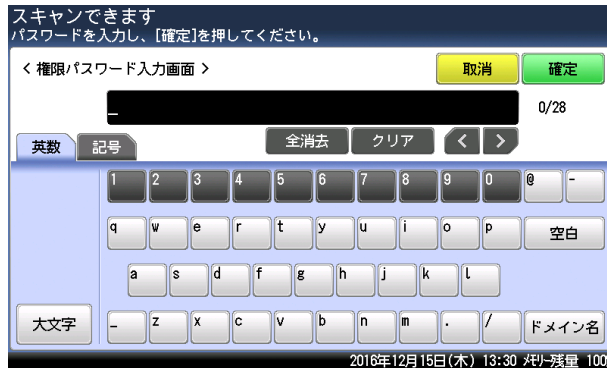 スキャンできます
パスワードを入力し、[確定]を押してください。
< 権限パスワード入力画面 > 取消 確定
_ 0/28
英数 記号 全消去 クリア < >
1 2 3 4 5 6 7 8 9 0 @ -
q w e r t y u i o p 空白
a s d f g h j k l
大文字 _ z x c v b n m . / ドメイン名
2016年12月15日(木) 13:30 ﾒﾓﾘｰ残量 100